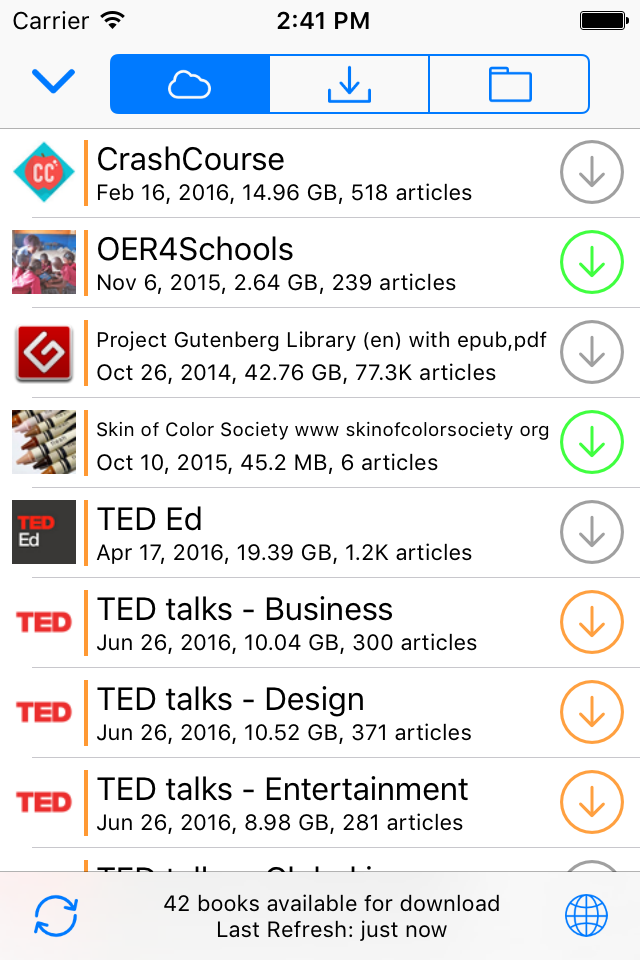 Carrier 2:41 PM
CC
CrashCourse
Feb 16, 2016, 14.96 GB, 518 articles
OER4Schools
Nov 6, 2015, 2.64 GB, 239 articles
Project Gutenberg Library (en) with epub,pdf
Oct 26, 2014, 42.76 GB, 77.3K articles
Skin of Color Society www skinofcolorsociety org
Oct 10, 2015, 45.2 MB, 6 articles
TED
Ed
TED Ed
Apr 17, 2016, 19.39 GB, 1.2K articles
TED
TED talks - Business
Jun 26, 2016, 10.04 GB, 300 articles
TED
TED talks - Design
Jun 26, 2016, 10.52 GB, 371 articles
TED
TED talks - Entertainment
Jun 26, 2016, 8.98 GB, 281 articles
TED talks -
42 books available for download
Last Refresh: just now